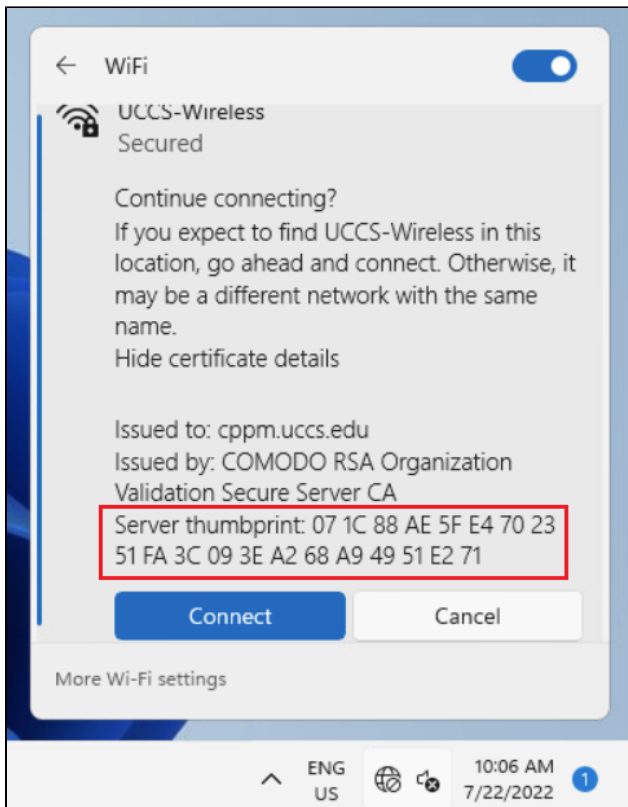 WiFi
UCCS-Wireless
Secured
Continue connecting?
If you expect to find UCCS-Wireless in this
location, go ahead and connect. Otherwise, it
may be a different network with the same
name.
Hide certificate details
Issued to: cppm.uccs.edu
Issued by: COMODO RSA Organization
Validation Secure Server CA
Server thumbprint: 07 1C 88 AE 5F E4 70 23
51 FA 3C 09 3E A2 68 A9 49 51 E2 71
Connect Cancel
More Wi-Fi settings
ENG 10:06 AM 1
US 7/22/2022